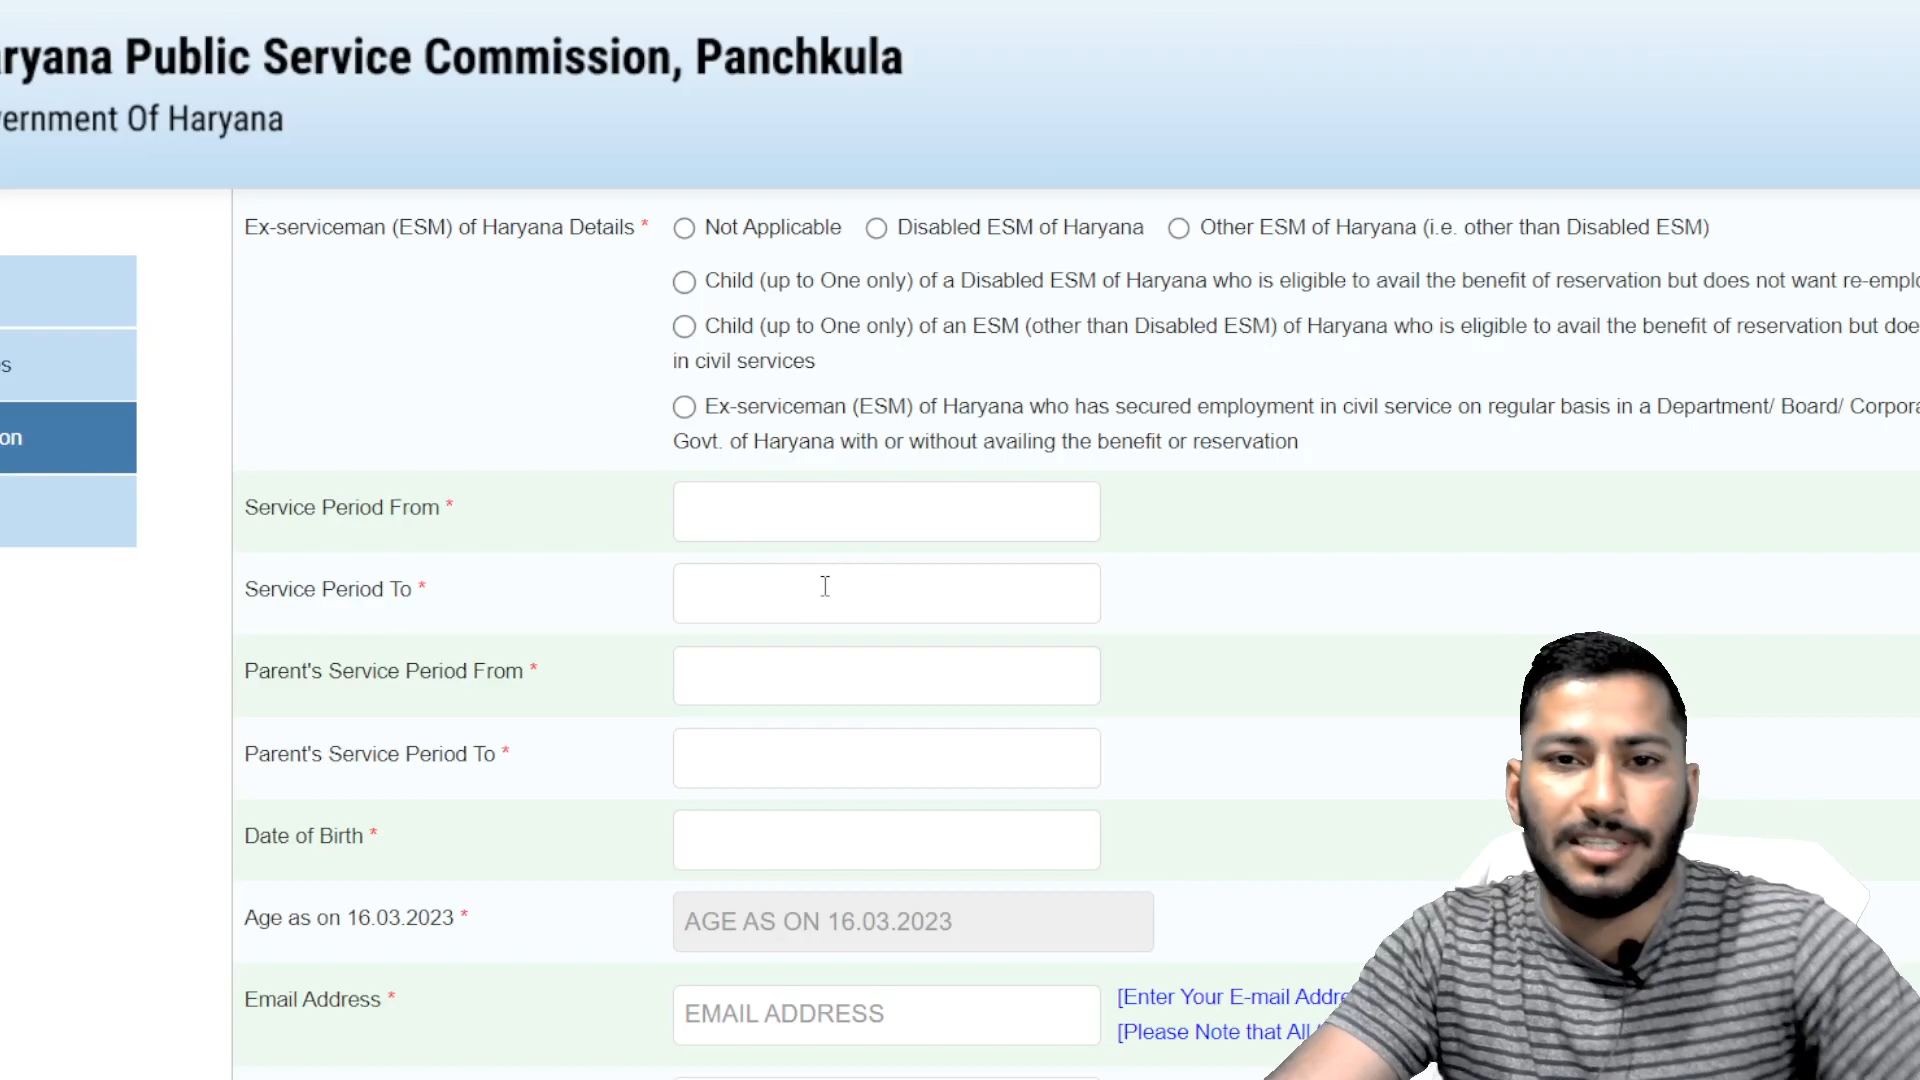 ryana Public Service Commission, Panchkula
ernment Of Haryana
Ex-serviceman (ESM) of Haryana Details * Not Applicable Disabled ESM of Haryana Other ESM of Haryana (i.e. other than Disabled ESM)
Child (up to One only) of a Disabled ESM of Haryana who is eligible to avail the benefit of reservation but does not want re-emplo
Child (up to One only) of an ESM (other than Disabled ESM) of Haryana who is eligible to avail the benefit of reservation but doe
in civil services
s
Ex-serviceman (ESM) of Haryana who has secured employment in civil service on regular basis in a Department/ Board/ Corpora
Govt. of Haryana with or without availing the benefit or reservation
on
Service Period From *
Service Period To *
Parent's Service Period From *
Parent's Service Period To *
Date of Birth *
Age as on 16.03.2023 * AGE AS ON 16.03.2023
Email Address * EMAIL ADDRESS [Enter Your E-mail Addre
[Please Note that All